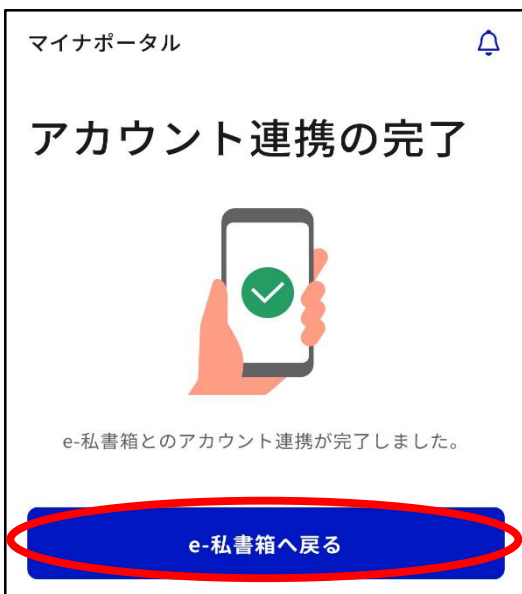 マイナポータル
アカウント連携の完了
e-私書箱とのアカウント連携が完了しました。
e-私書箱へ戻る